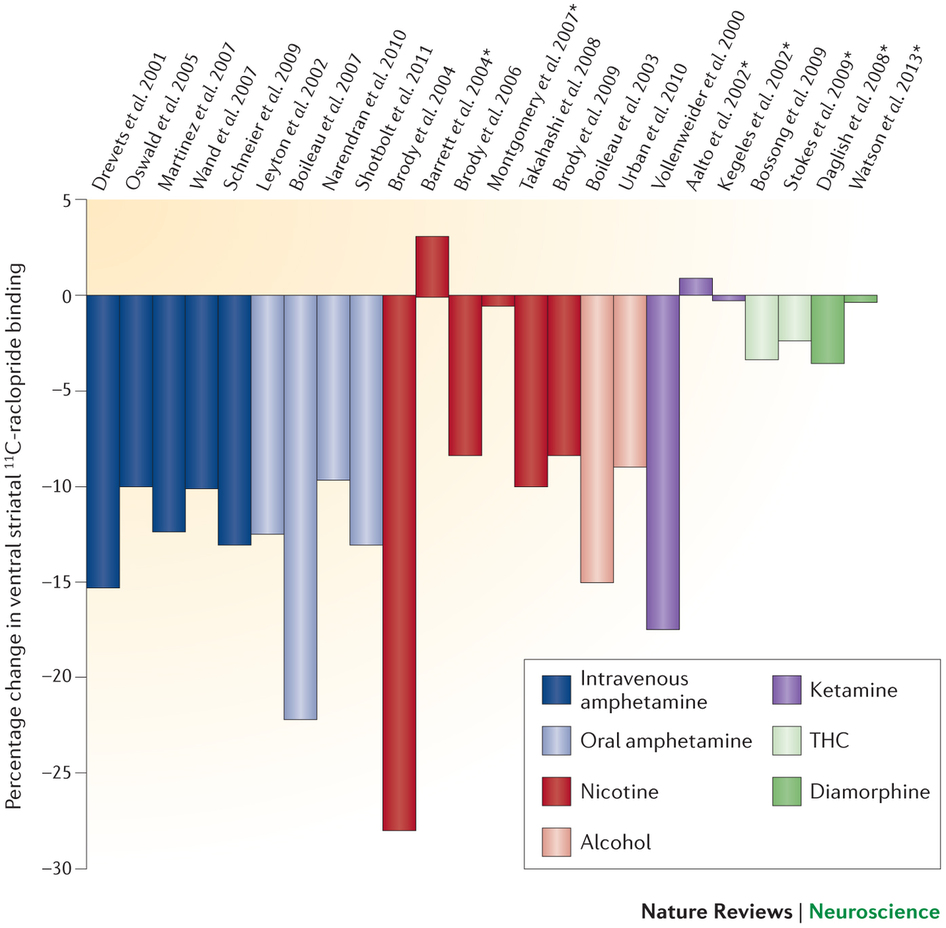 Drevets et al. 2001
Oswald et al. 2005
Martinez et al. 2007
Wand et al. 2007
Schneier et al. 2009
Leyton et al. 2002
Boileau et al. 2007
Narendran et al. 2010
Shotbolt et al. 2011
Brody et al. 2004
Barrett et al. 2004*
Brody et al. 2006
Montgomery et al. 2007*
Takahashi et al. 2008
Brody et al. 2009
Boileau et al. 2003
Urban et al. 2010
Vollenweider et al. 2000
Aalto et al. 2002*
Kegeles et al. 2002*
Bossong et al. 2009
Stokes et al. 2009*
Daglish et al. 2008*
Watson et al. 2013*
Percentage change in ventral striatal ¹¹C-raclopride binding
5
0
−5
−10
−15
−20
−25
−30
Intravenous
amphetamine
Oral amphetamine
Nicotine
Alcohol
Ketamine
THC
Diamorphine
Nature Reviews | Neuroscience